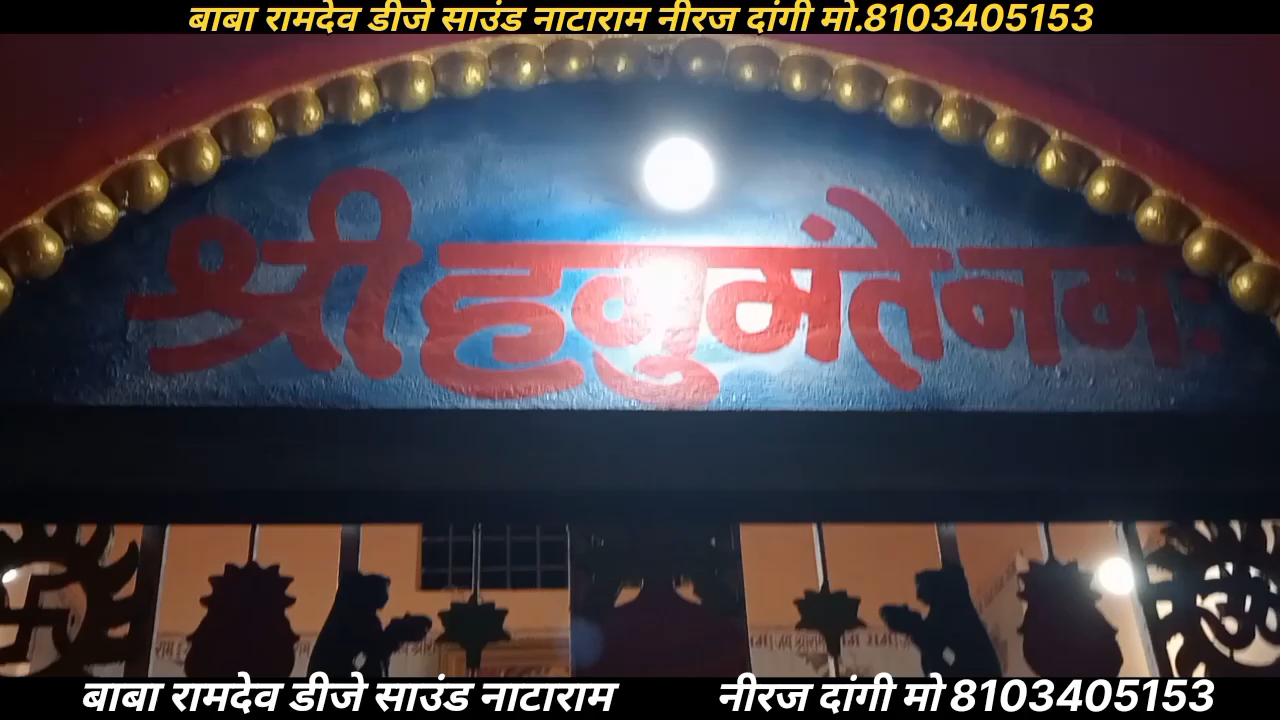 बाबा रामदेव डीजे साउंड नाटाराम नीरज दांगी मो.8103405153
श्री हनुमंते नमः
बाबा रामदेव डीजे साउंड नाटाराम नीरज दांगी मो 8103405153